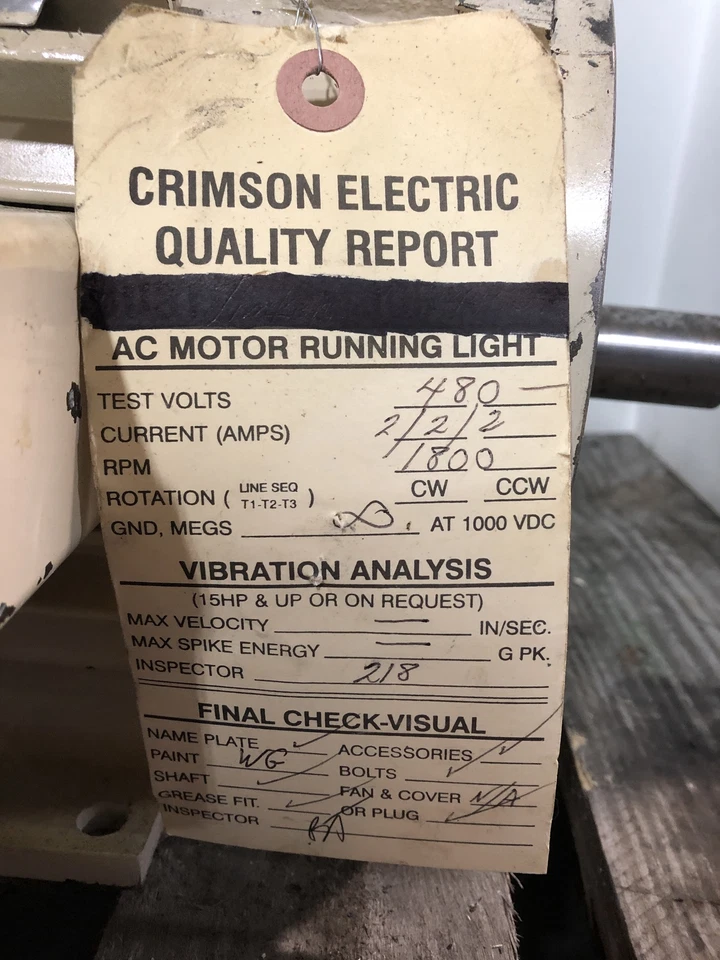 CRIMSON ELECTRIC
QUALITY REPORT
AC MOTOR RUNNING LIGHT
TEST VOLTS 480 —
CURRENT (AMPS) 2/2/2
RPM 1800
ROTATION ( LINE SEQ T1-T2-T3 ) CW CCW
GND, MEGS ∞. AT 1000 VDC
VIBRATION ANALYSIS
(15HP & UP OR ON REQUEST)
MAX VELOCITY — IN/SEC.
MAX SPIKE ENERGY — G PK.
INSPECTOR 218
FINAL CHECK-VISUAL
NAME PLATE ✓ ACCESSORIES ✓
PAINT WG BOLTS ✓
SHAFT ✓ FAN & COVER N/A
GREASE FIT. ✓ OR PLUG ✓
INSPECTOR